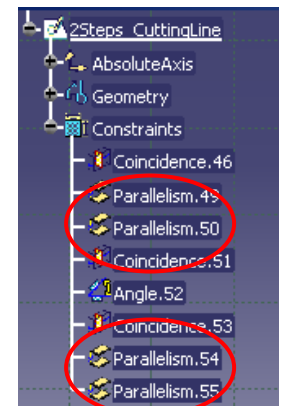 2Steps_CuttingLine
AbsoluteAxis
Geometry
Constraints
Coincidence.46
Parallelism.49
Parallelism.50
Coincidence.51
Angle.52
Coincidence.53
Parallelism.54
Parallelism.55